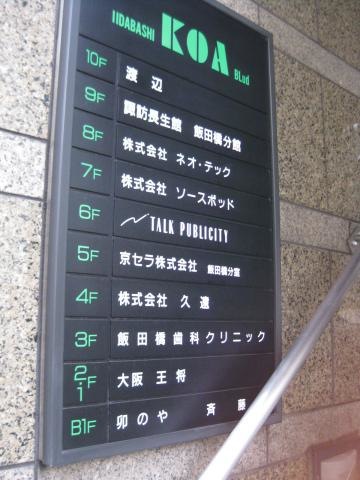 IIDABASHI KOA BLud
10F 渡辺
9F 諏訪長生館 飯田橋分館
8F 株式会社 ネオ・テック
7F 株式会社 ソースポッド
6F TALK PUBLICITY
5F 京セラ株式会社 飯田橋分室
4F 株式会社 久遠
3F 飯田橋歯科クリニック
2・1F 大阪王将
B1F 卯のや 斉藤